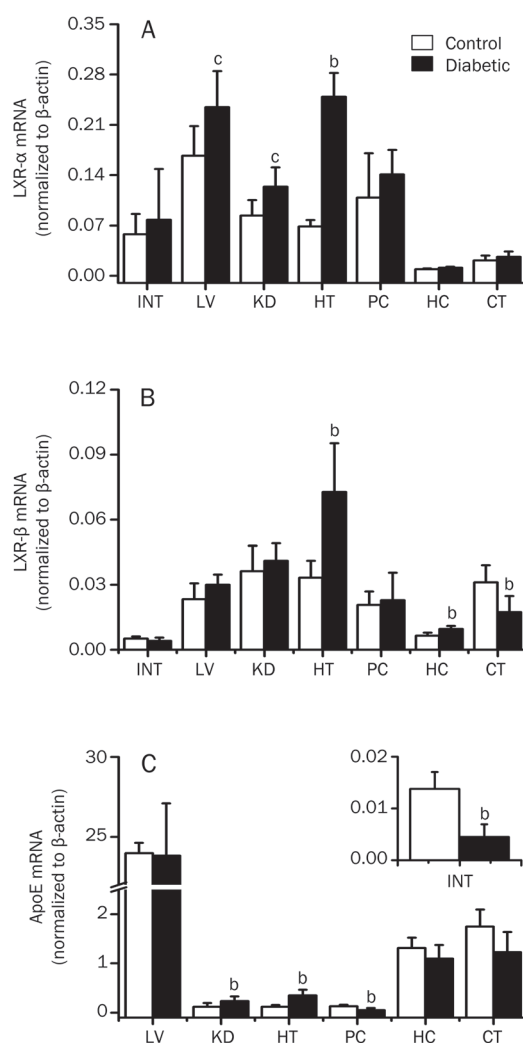 A
Control
Diabetic
LXR-α mRNA
(normalized to β-actin)
0.35
0.28
0.21
0.14
0.07
0.00
c
c
b
INT LV KD HT PC HC CT
B
LXR-β mRNA
(normalized to β-actin)
0.12
0.09
0.06
0.03
0.00
b
b
b
INT LV KD HT PC HC CT
C
ApoE mRNA
(normalized to β-actin)
30
25
2
1
0
b
b
b
LV KD HT PC HC CT
0.02
0.01
0.00
b
INT